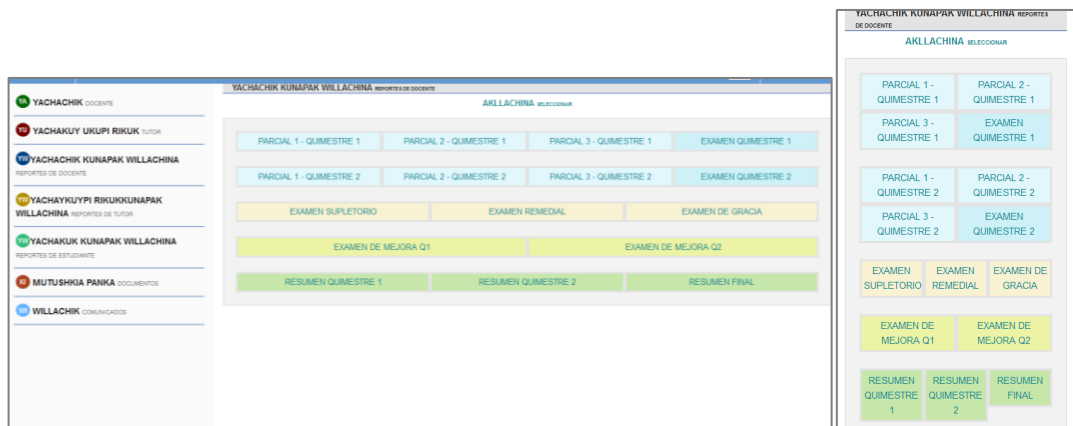 YA YACHACHIK DOCENTE
YU YACHAKUY UKUPI RIKUK TUTOR
YW YACHACHIK KUNAPAK WILLACHINA
REPORTES DE DOCENTE
YW YACHAYKUYPI RIKUKKUNAPAK
WILLACHINA REPORTES DE TUTOR
YW YACHAKUK KUNAPAK WILLACHINA
REPORTES DE ESTUDIANTE
MUTUSHKIA PANKA DOCUMENTOS
WILLACHIK COMUNICADOS
YACHACHIK KUNAPAK WILLACHINA REPORTES DE DOCENTE
AKLLACHINA SELECCIONAR
PARCIAL 1 - QUIMESTRE 1 PARCIAL 2 - QUIMESTRE 1 PARCIAL 3 - QUIMESTRE 1 EXAMEN QUIMESTRE 1
PARCIAL 1 - QUIMESTRE 2 PARCIAL 2 - QUIMESTRE 2 PARCIAL 3 - QUIMESTRE 2 EXAMEN QUIMESTRE 2
EXAMEN SUPLETORIO EXAMEN REMEDIAL EXAMEN DE GRACIA
EXAMEN DE MEJORA Q1 EXAMEN DE MEJORA Q2
RESUMEN QUIMESTRE 1 RESUMEN QUIMESTRE 2 RESUMEN FINAL
YACHACHIK KUNAPAK WILLACHINA REPORTES
DE DOCENTE
AKLLACHINA SELECCIONAR
PARCIAL 1 - PARCIAL 2 -
QUIMESTRE 1 QUIMESTRE 1
PARCIAL 3 - EXAMEN
QUIMESTRE 1 QUIMESTRE 1
PARCIAL 1 - PARCIAL 2 -
QUIMESTRE 2 QUIMESTRE 2
PARCIAL 3 - EXAMEN
QUIMESTRE 2 QUIMESTRE 2
EXAMEN EXAMEN EXAMEN DE
SUPLETORIO REMEDIAL GRACIA
EXAMEN DE EXAMEN DE
MEJORA Q1 MEJORA Q2
RESUMEN RESUMEN RESUMEN
QUIMESTRE QUIMESTRE FINAL
1 2